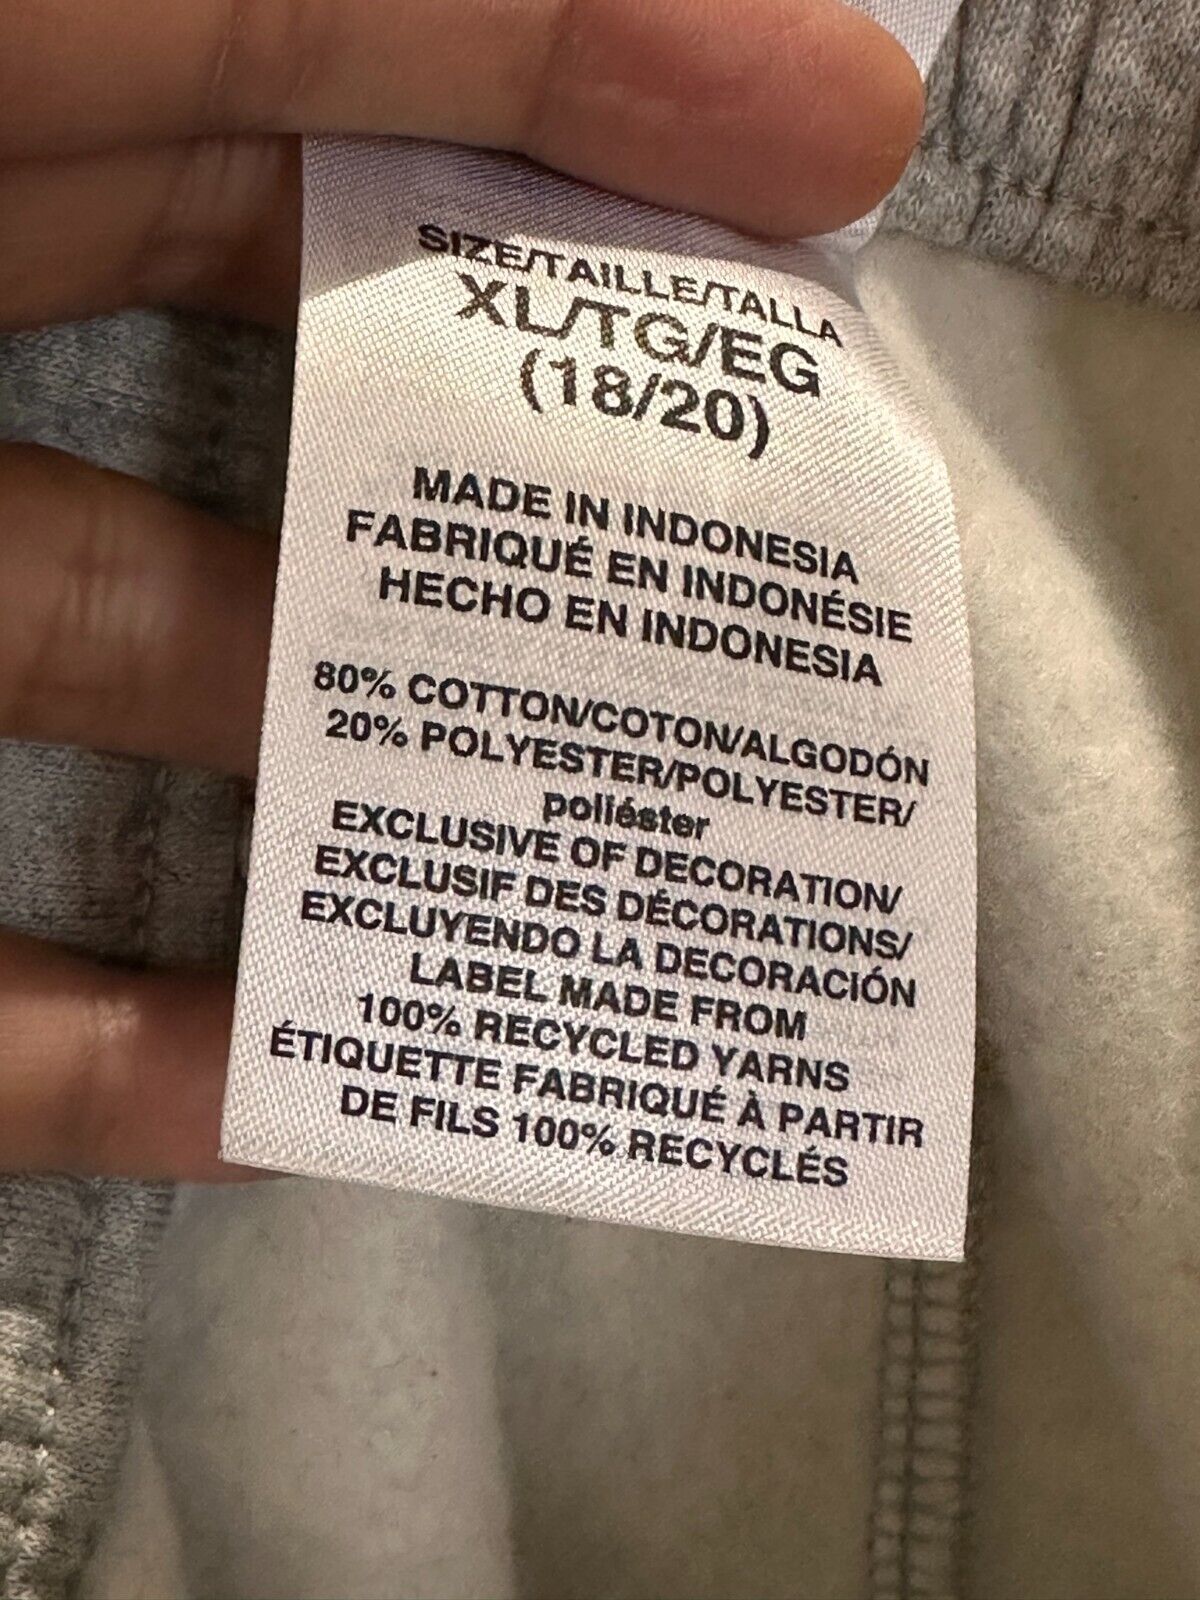 SIZE/TAILLE/TALLA
XL/TG/EG
(18/20)
MADE IN INDONESIA
FABRIQUÉ EN INDONÉSIE
HECHO EN INDONESIA
80% COTTON/COTON/ALGODÓN
20% POLYESTER/POLYESTER/
poliéster
EXCLUSIVE OF DECORATION/
EXCLUSIF DES DÉCORATIONS/
EXCLUYENDO LA DECORACIÓN
LABEL MADE FROM
100% RECYCLED YARNS
ÉTIQUETTE FABRIQUÉ À PARTIR
DE FILS 100% RECYCLÉS